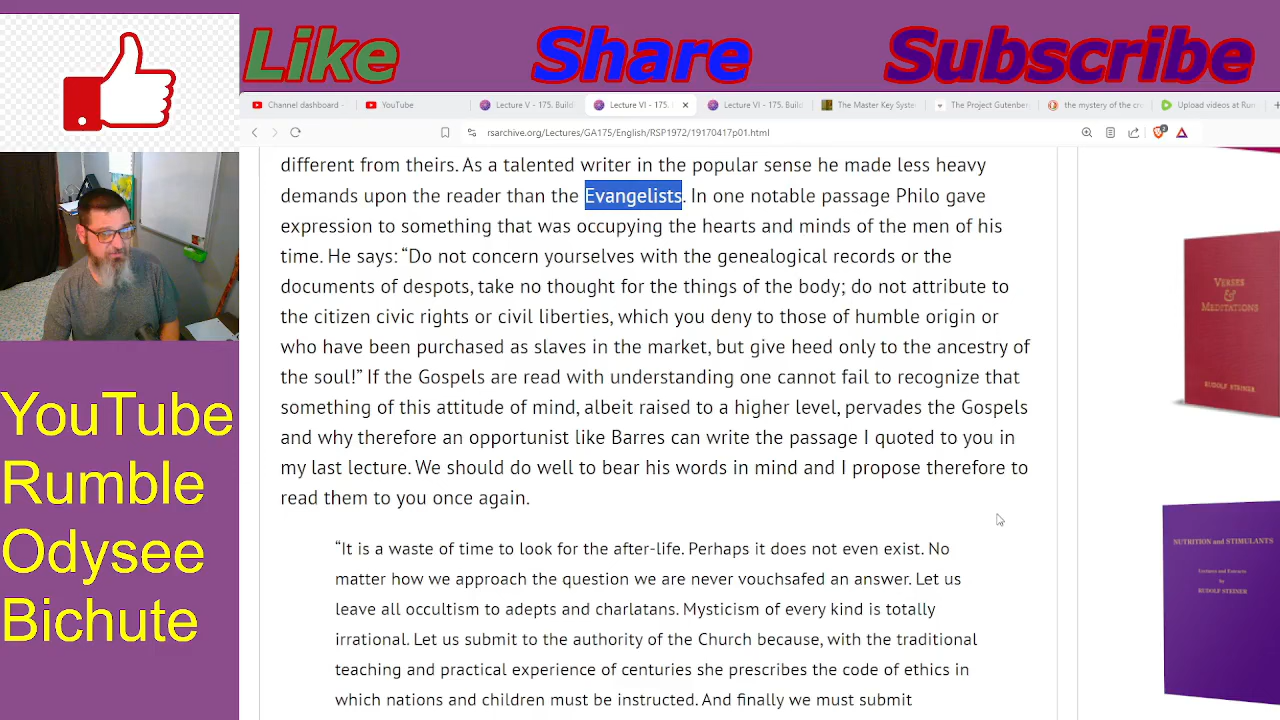 Like Share Subscribe
Channel dashboard - YouTube Lecture V - 175. Build Lecture VI - 175. Lecture VI - 175. Build The Master Key Syste The Project Gutenber the mystery of the cro Upload videos at Rum
rsarchive.org/Lectures/GA175/English/RSP1972/19170417p01.html
different from theirs. As a talented writer in the popular sense he made less heavy
demands upon the reader than the Evangelists. In one notable passage Philo gave
expression to something that was occupying the hearts and minds of the men of his
time. He says: “Do not concern yourselves with the genealogical records or the
documents of despots, take no thought for the things of the body; do not attribute to
the citizen civic rights or civil liberties, which you deny to those of humble origin or
who have been purchased as slaves in the market, but give heed only to the ancestry of
the soul!” If the Gospels are read with understanding one cannot fail to recognize that
something of this attitude of mind, albeit raised to a higher level, pervades the Gospels
and why therefore an opportunist like Barres can write the passage I quoted to you in
my last lecture. We should do well to bear his words in mind and I propose therefore to
read them to you once again.
“It is a waste of time to look for the after-life. Perhaps it does not even exist. No
matter how we approach the question we are never vouchsafed an answer. Let us
leave all occultism to adepts and charlatans. Mysticism of every kind is totally
irrational. Let us submit to the authority of the Church because, with the traditional
teaching and practical experience of centuries she prescribes the code of ethics in
which nations and children must be instructed. And finally we must submit
YouTube
Rumble
Odysee
Bichute
VERSES
&
MEDITATIONS
RUDOLF STEINER
NUTRITION and STIMULANTS
Lectures and Extracts
by
RUDOLF STEINER